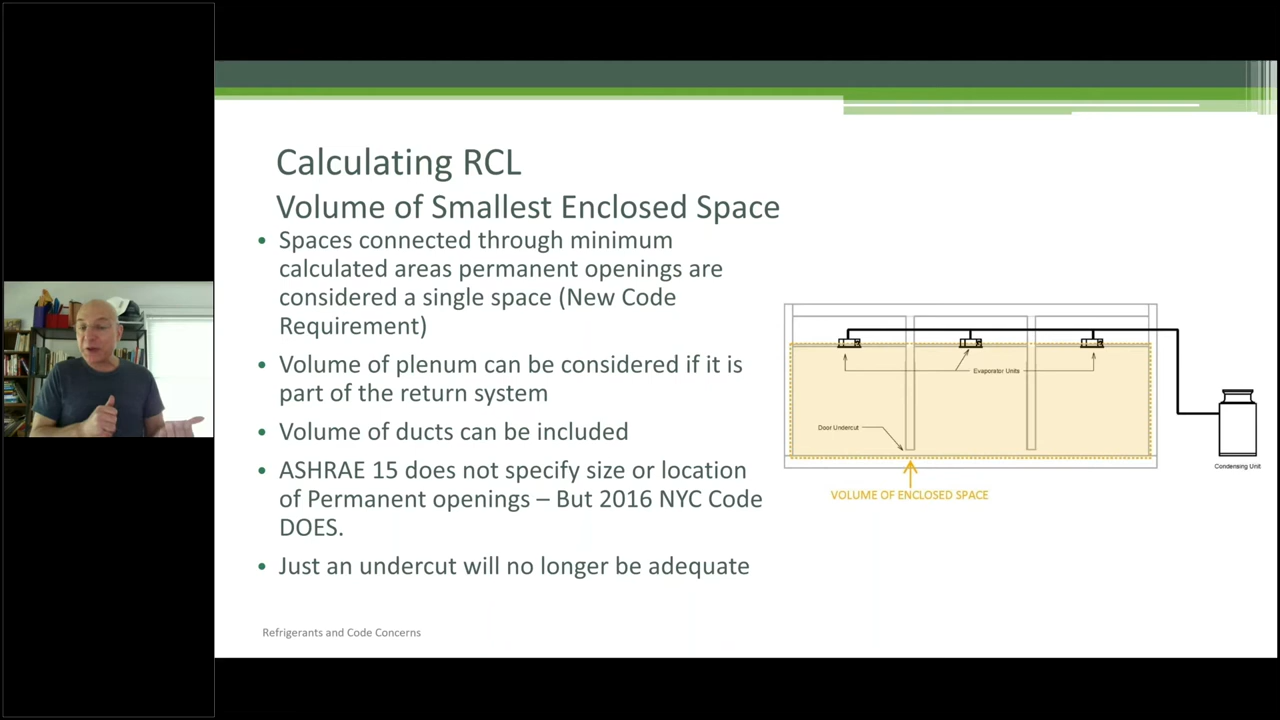 Calculating RCL
Volume of Smallest Enclosed Space
• Spaces connected through minimum
calculated areas permanent openings are
considered a single space (New Code
Requirement)
• Volume of plenum can be considered if it is
part of the return system
• Volume of ducts can be included
• ASHRAE 15 does not specify size or location
of Permanent openings – But 2016 NYC Code
DOES.
• Just an undercut will no longer be adequate
Evaporator Units
Door Undercut
Condensing Unit
VOLUME OF ENCLOSED SPACE
Refrigerants and Code Concerns